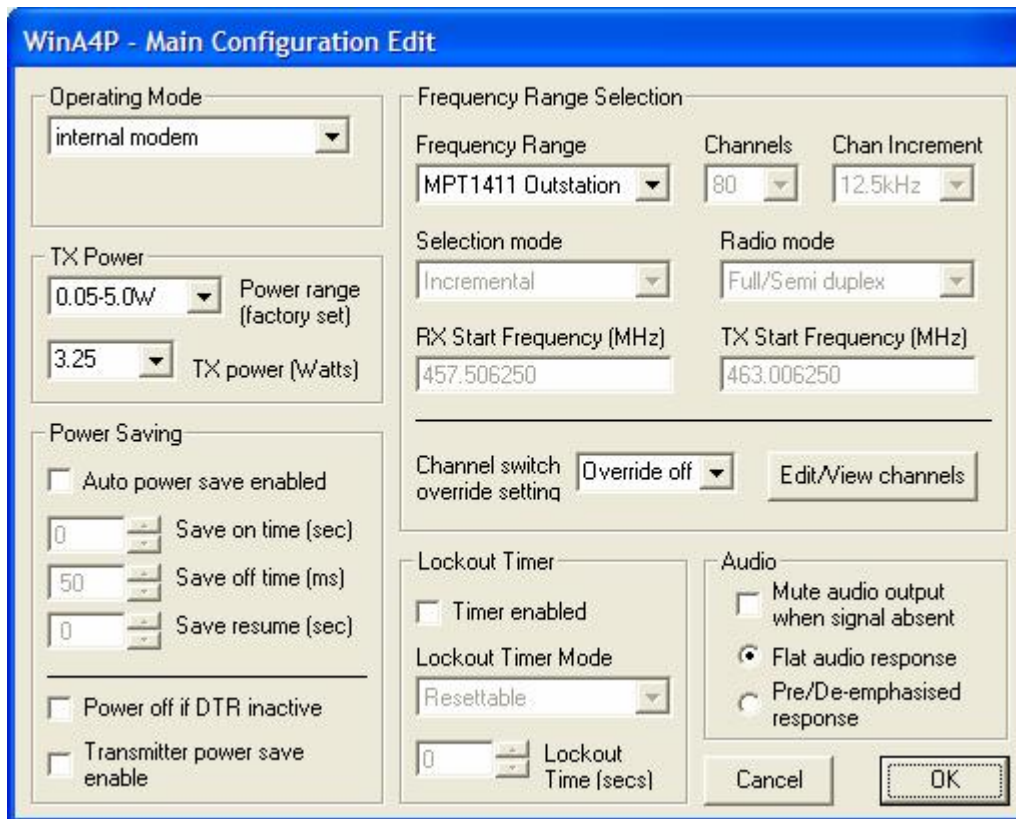 WinA4P - Main Configuration Edit
Operating Mode
internal modem
TX Power
0.05-5.0W
Power range
(factory set)
3.25
TX power (Watts)
Power Saving
Auto power save enabled
0
Save on time (sec)
50
Save off time (ms)
0
Save resume (sec)
Power off if DTR inactive
Transmitter power save
enable
Frequency Range Selection
Frequency Range
Channels
Chan Increment
MPT1411 Outstation
80
12.5kHz
Selection mode
Radio mode
Incremental
Full/Semi duplex
RX Start Frequency (MHz)
TX Start Frequency (MHz)
457.506250
463.006250
Channel switch
override setting
Override off
Edit/View channels
Lockout Timer
Timer enabled
Lockout Timer Mode
Resettable
0
Lockout
Time (secs)
Audio
Mute audio output
when signal absent
Flat audio response
Pre/De-emphasised
response
Cancel
OK